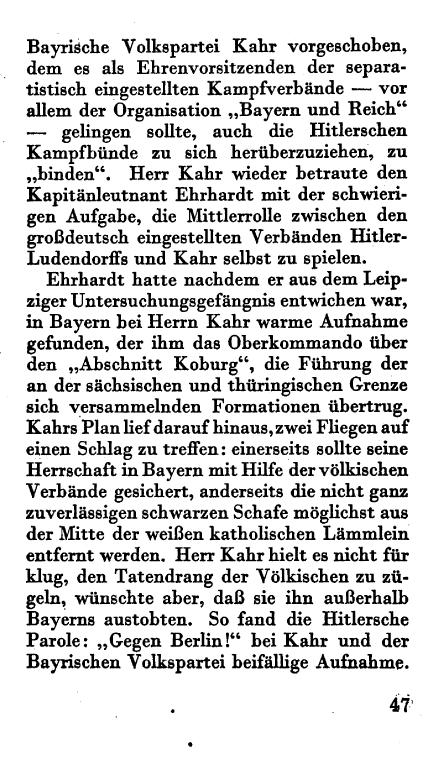 Bayrische Volkspartei Kahr vorgeschoben,
dem es als Ehrenvorsitzenden der separa-
tistisch eingestellten Kampfverbände — vor
allem der Organisation „Bayern und Reich“
— gelingen sollte, auch die Hitlerschen
Kampfbünde zu sich herüberzuziehen, zu
„binden“. Herr Kahr wieder betraute den
Kapitänleutnant Ehrhardt mit der schwieri-
gen Aufgabe, die Mittlerrolle zwischen den
großdeutsch eingestellten Verbänden Hitler-
Ludendorffs und Kahr selbst zu spielen.
Ehrhardt hatte nachdem er aus dem Leip-
ziger Untersuchungsgefängnis entwichen war,
in Bayern bei Herrn Kahr warme Aufnahme
gefunden, der ihm das Oberkommando über
den „Abschnitt Koburg“, die Führung der
an der sächsischen und thüringischen Grenze
sich versammelnden Formationen übertrug.
Kahrs Plan lief darauf hinaus, zwei Fliegen auf
einen Schlag zu treffen: einerseits sollte seine
Herrschaft in Bayern mit Hilfe der völkischen
Verbände gesichert, anderseits die nicht ganz
zuverlässigen schwarzen Schafe möglichst aus
der Mitte der weißen katholischen Lämmlein
entfernt werden. Herr Kahr hielt es nicht für
klug, den Tatendrang der Völkischen zu zü-
geln, wünschte aber, daß sie ihn außerhalb
Bayerns austobten. So fand die Hitlersche
Parole: „Gegen Berlin!“ bei Kahr und der
Bayrischen Volkspartei beifällige Aufnahme.
47